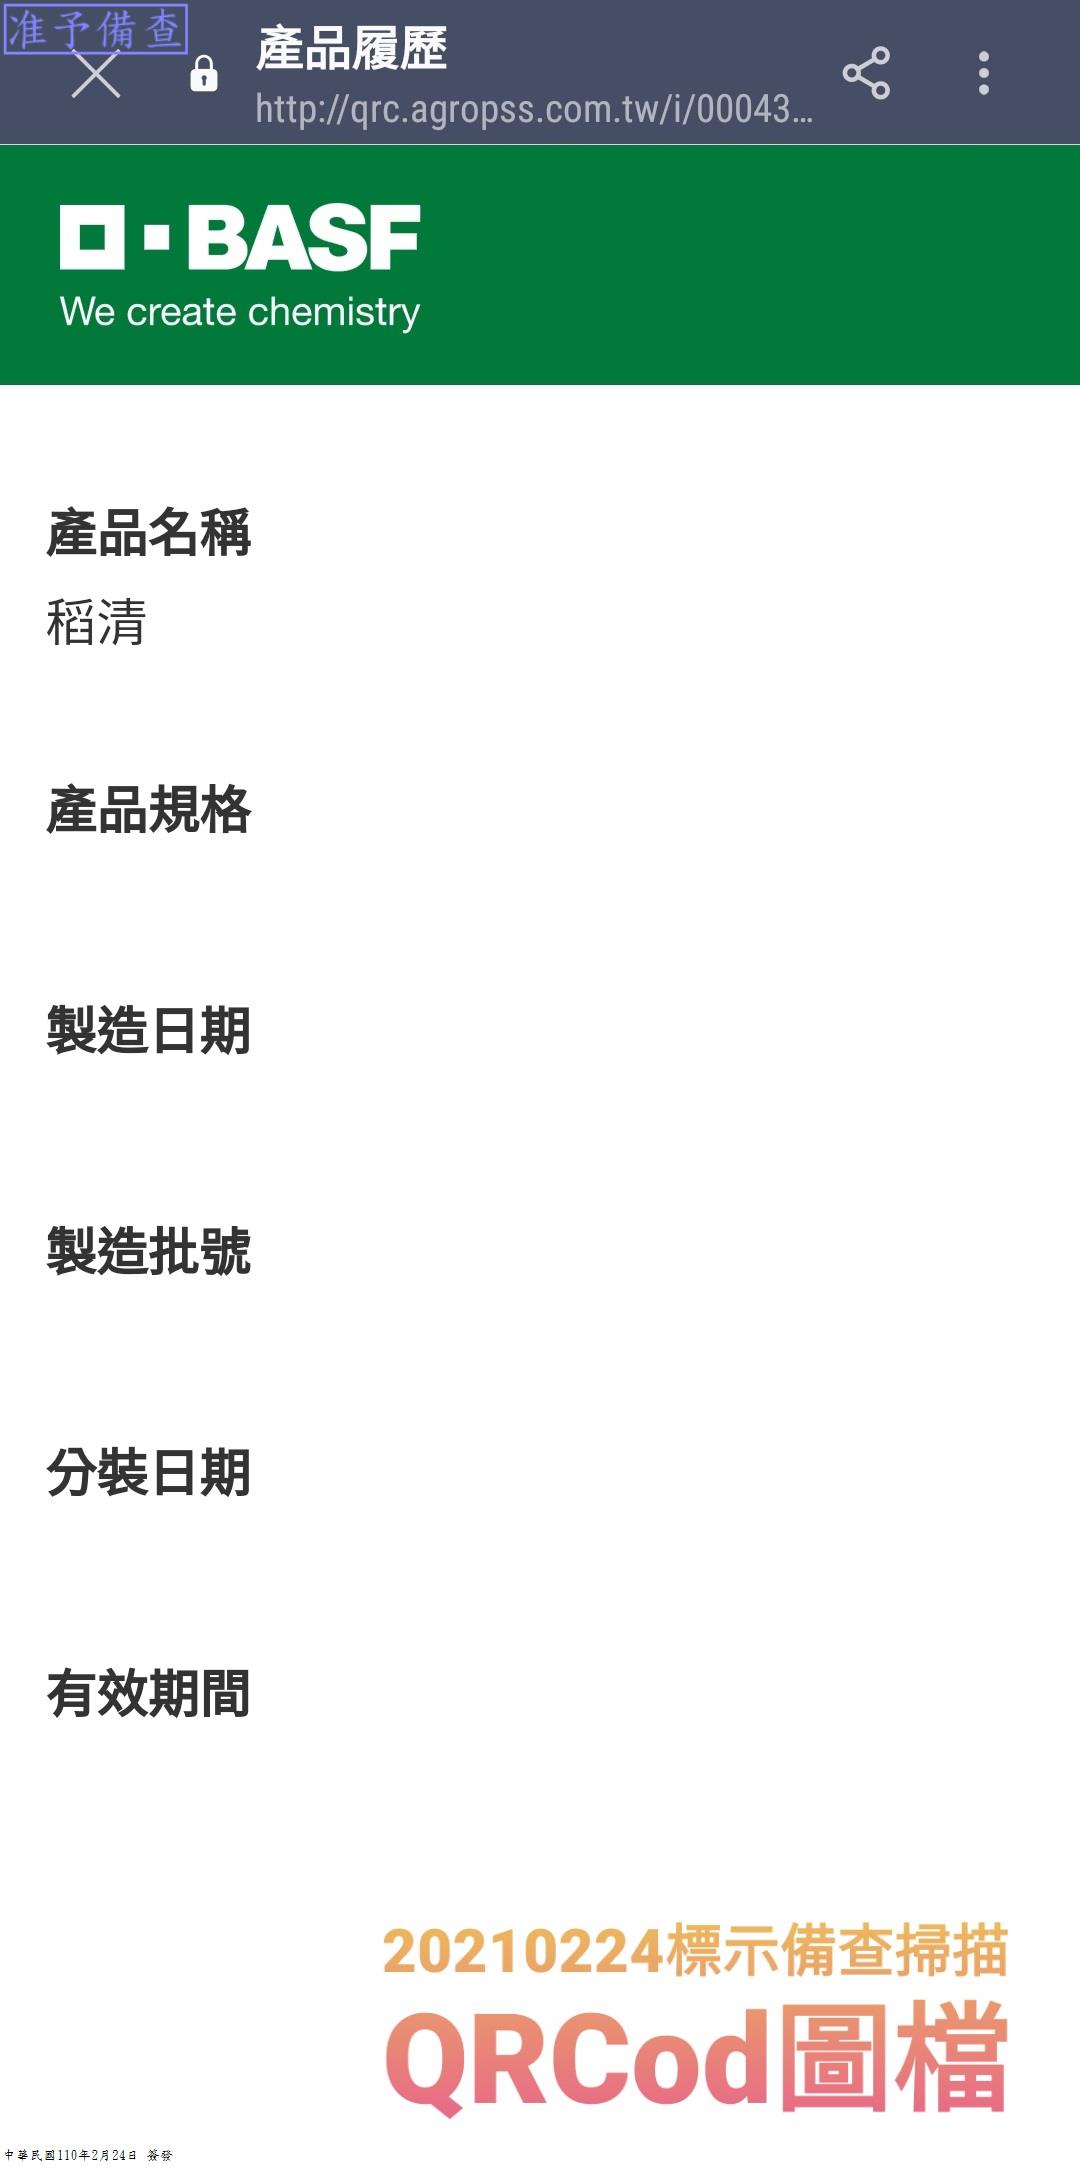 准予備查
產品履歷
http://qrc.agropss.com.tw/i/00043...
BASF
We create chemistry
產品名稱
稻清
產品規格
製造日期
製造批號
分裝日期
有效期間
20210224標示備查掃描
QRCod圖檔
中華民國110年2月24日 簽發